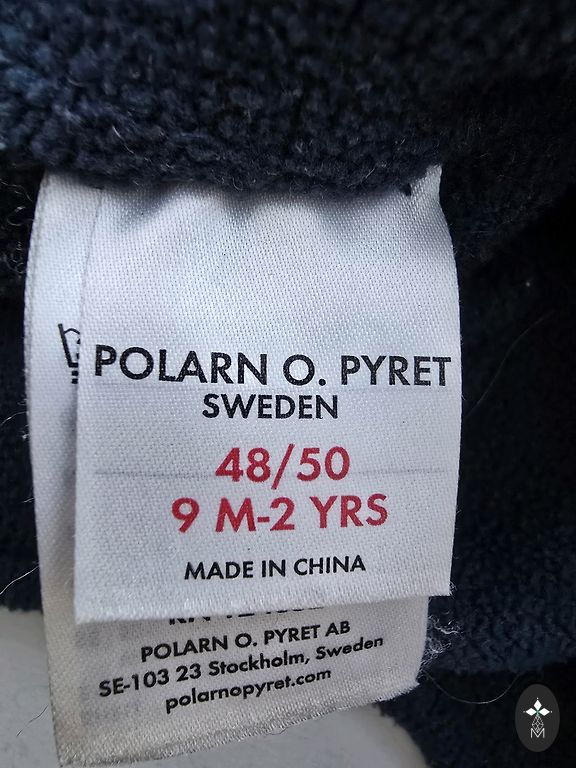 POLARN O. PYRET
SWEDEN
48/50
9 M-2 YRS
MADE IN CHINA
POLARN O. PYRET AB
SE-103 23 Stockholm, Sweden
polarnopyret.com